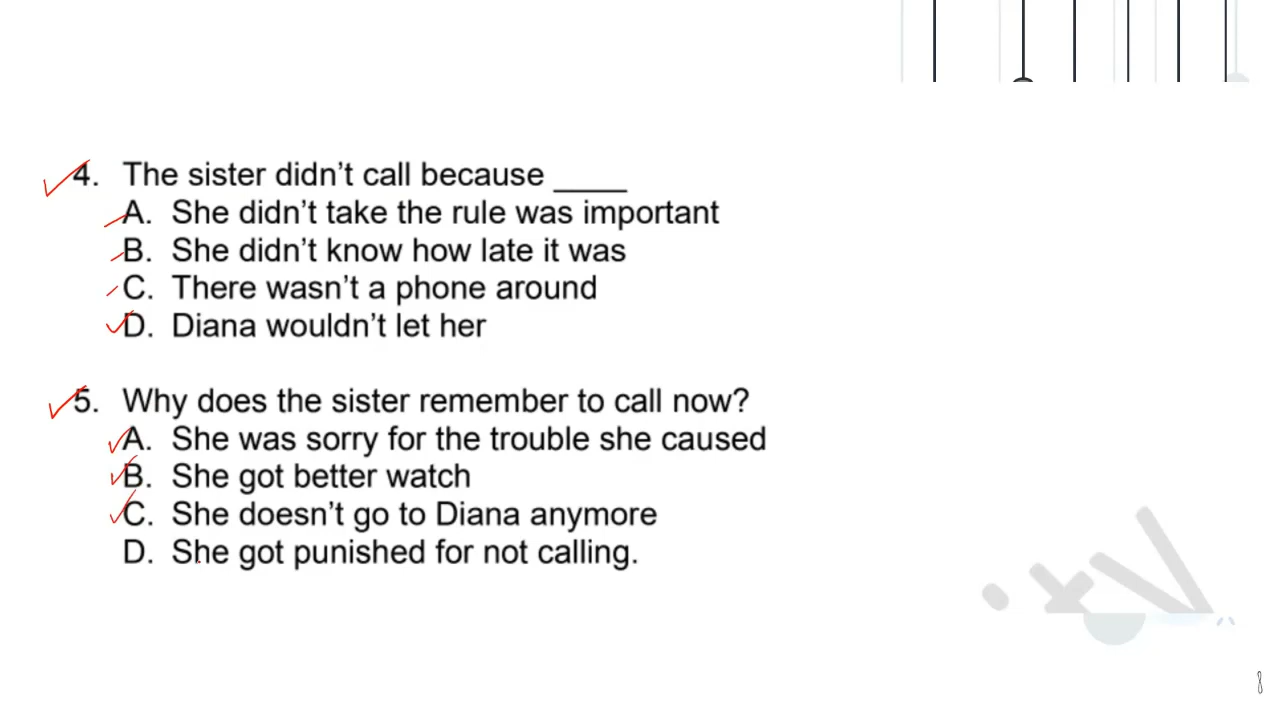 4. The sister didn't call because ____
A. She didn't take the rule was important
B. She didn't know how late it was
C. There wasn't a phone around
D. Diana wouldn't let her
5. Why does the sister remember to call now?
A. She was sorry for the trouble she caused
B. She got better watch
C. She doesn't go to Diana anymore
D. She got punished for not calling.
8